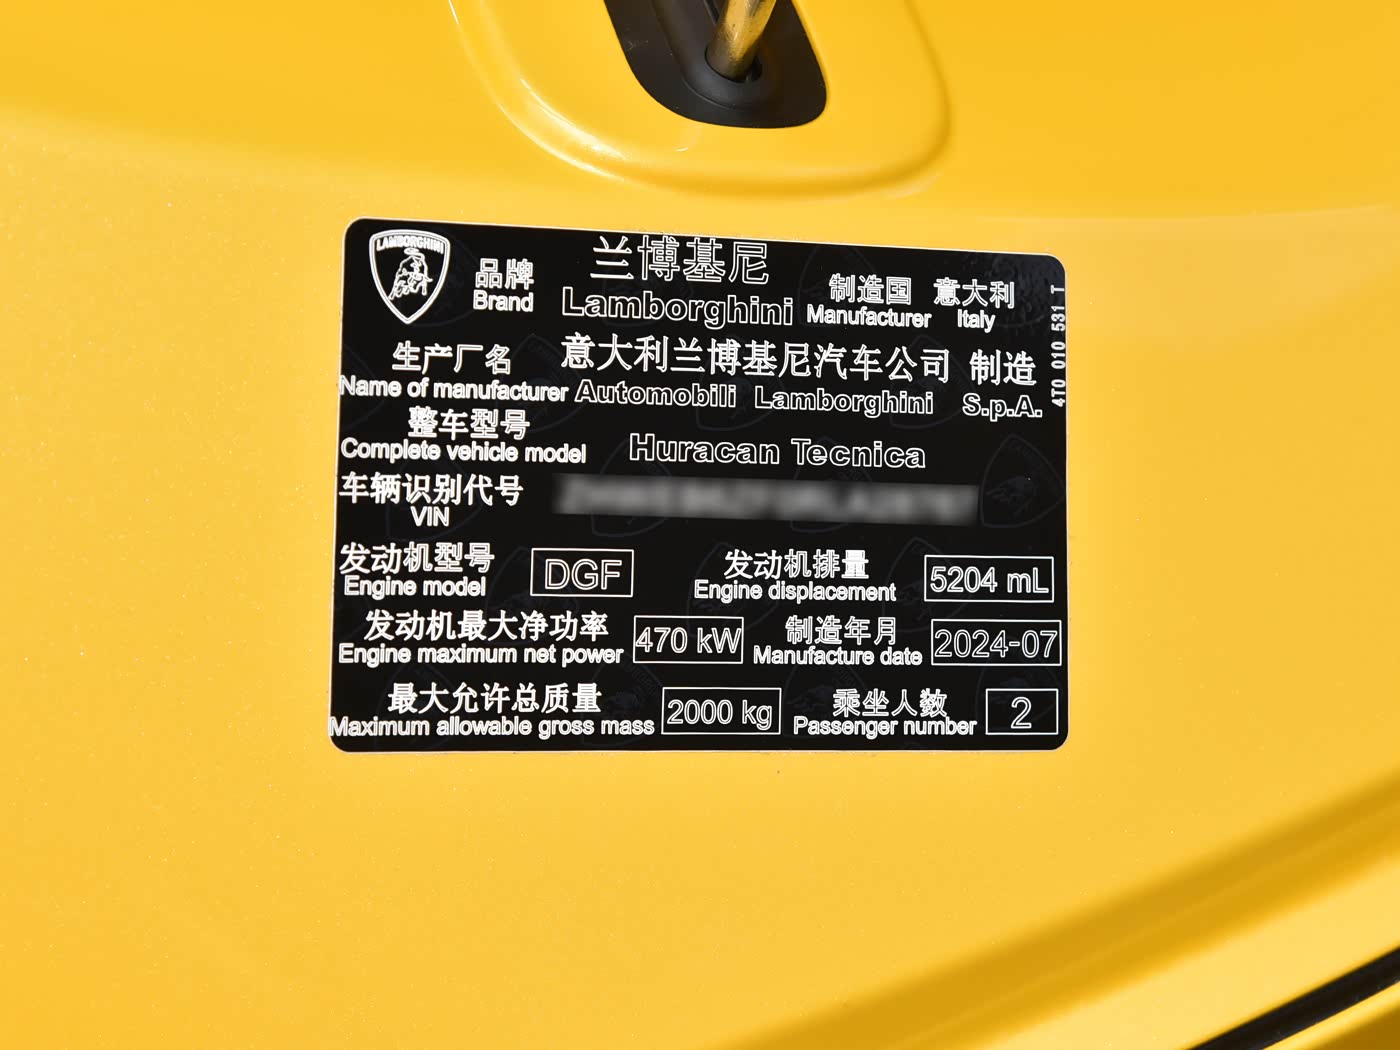 LAMBORGHINI
品牌 兰博基尼 制造国 意大利
Brand Lamborghini Manufacturer Italy
生产厂名 意大利兰博基尼汽车公司 制造
Name of manufacturer Automobili Lamborghini S.p.A.
整车型号
Complete vehicle model Huracan Tecnica
车辆识别代号
VIN
发动机型号 DGF 发动机排量 5204 mL
Engine model Engine displacement
发动机最大净功率 470 kW 制造年月 2024-07
Engine maximum net power Manufacture date
最大允许总质量 2000 kg 乘坐人数 2
Maximum allowable gross mass Passenger number
4T0 010 531 T